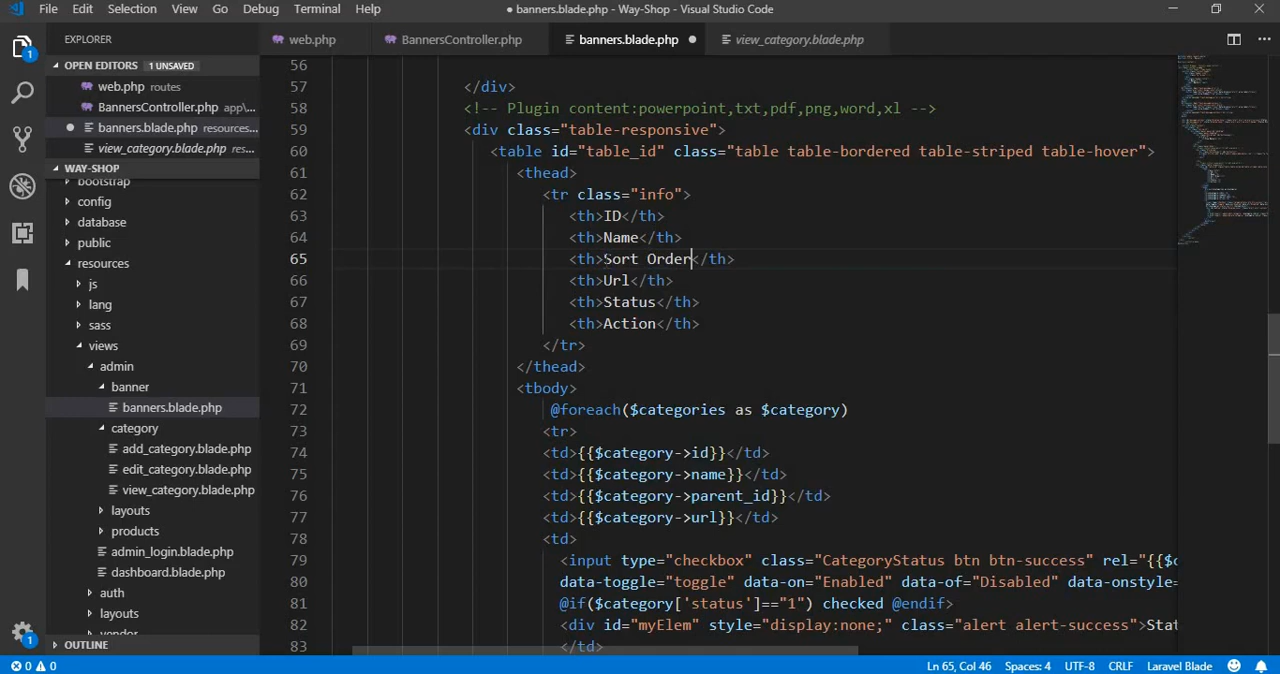 File Edit Selection View Go Debug Terminal Help
● banners.blade.php - Way-Shop - Visual Studio Code
EXPLORER
web.php BannersController.php banners.blade.php view_category.blade.php
OPEN EDITORS 1 UNSAVED
web.php routes
BannersController.php app\...
banners.blade.php resources...
view_category.blade.php res...
WAY-SHOP
bootstrap
config
database
public
resources
js
lang
sass
views
admin
banner
banners.blade.php
category
add_category.blade.php
edit_category.blade.php
view_category.blade.php
layouts
products
admin_login.blade.php
dashboard.blade.php
auth
layouts
vendor
OUTLINE
56
57 </div>
58 <!-- Plugin content:powerpoint,txt,pdf,png,word,xl -->
59 <div class="table-responsive">
60 <table id="table_id" class="table table-bordered table-striped table-hover">
61 <thead>
62 <tr class="info">
63 <th>ID</th>
64 <th>Name</th>
65 <th>Sort Order</th>
66 <th>Url</th>
67 <th>Status</th>
68 <th>Action</th>
69 </tr>
70 </thead>
71 <tbody>
72 @foreach($categories as $category)
73 <tr>
74 <td>{{$category->id}}</td>
75 <td>{{$category->name}}</td>
76 <td>{{$category->parent_id}}</td>
77 <td>{{$category->url}}</td>
78 <td>
79 <input type="checkbox" class="CategoryStatus btn btn-success" rel="{{$c
80 data-toggle="toggle" data-on="Enabled" data-of="Disabled" data-onstyle=
81 @if($category['status']=="1") checked @endif>
82 <div id="myElem" style="display:none;" class="alert alert-success">Stat
83 </td>
1
1
0 0
Ln 65, Col 46 Spaces: 4 UTF-8 CRLF Laravel Blade